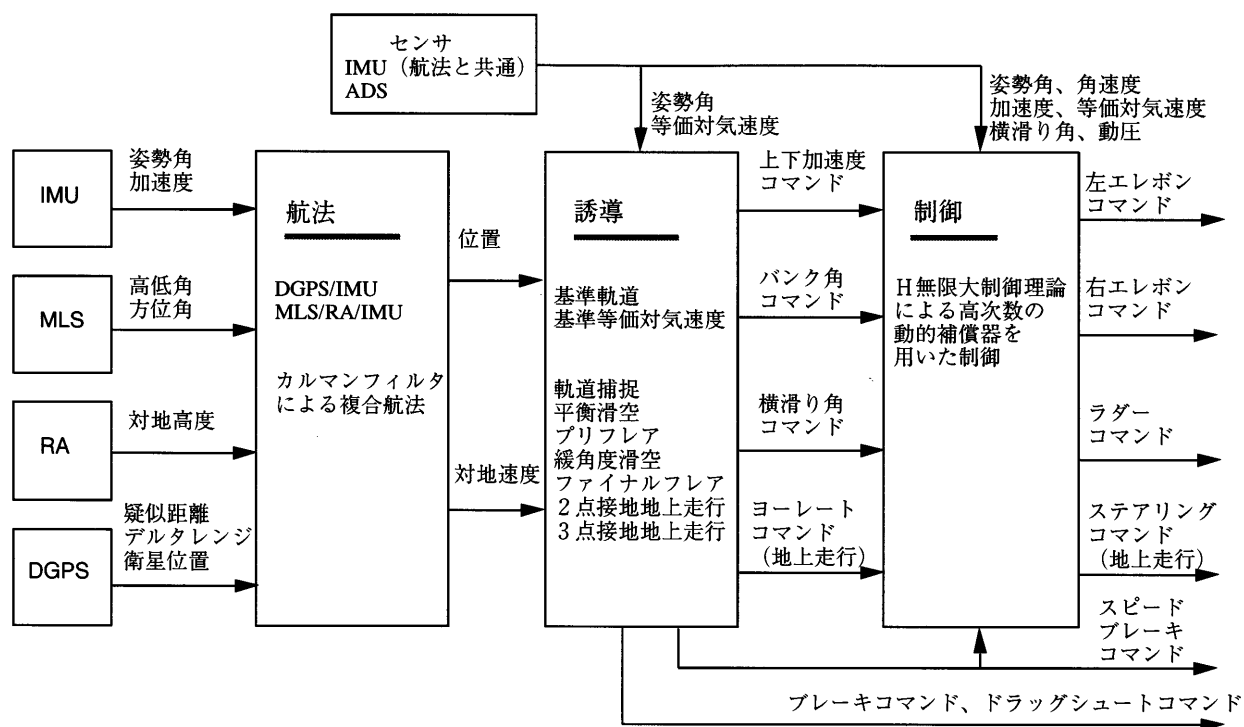 センサ
IMU（航法と共通）
ADS
姿勢角
等価対気速度
姿勢角、角速度
加速度、等価対気速度
横滑り角、動圧
IMU
姿勢角
加速度
MLS
高低角
方位角
RA
対地高度
DGPS
疑似距離
デルタレンジ
衛星位置
航法
DGPS/IMU
MLS/RA/IMU
カルマンフィルタ
による複合航法
位置
対地速度
誘導
基準軌道
基準等価対気速度
軌道捕捉
平衡滑空
プリフレア
緩角度滑空
ファイナルフレア
２点接地地上走行
３点接地地上走行
上下加速度
コマンド
バンク角
コマンド
横滑り角
コマンド
ヨーレート
コマンド
（地上走行）
制御
Ｈ無限大制御理論
による高次数の
動的補償器を
用いた制御
左エレボン
コマンド
右エレボン
コマンド
ラダー
コマンド
ステアリング
コマンド
（地上走行）
スピード
ブレーキ
コマンド
ブレーキコマンド、ドラッグシュートコマンド